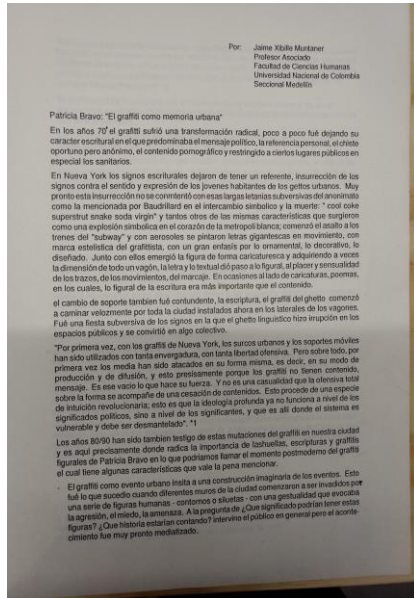 Por: Jaime Xibille Muntaner
Profesor Asociado
Facultad de Ciencias Humanas
Universidad Nacional de Colombia
Seccional Medellín
Patricia Bravo: "El graffiti como memoria urbana"
En los años 70' el grafitti sufrió una transformación radical, poco a poco fué dejando su
caracter escritural en el que predominaba el mensaje político, la referencia personal, el chiste
oportuno pero anónimo, el contenido pornográfico y restringido a ciertos lugares públicos en
especial los sanitarios.
En Nueva York los signos escriturales dejaron de tener un referente, insurrección de los
signos contra el sentido y expresión de los jovenes habitantes de los gettos urbanos. Muy
pronto esta insurrección no se conmentó con esas largas letanias subversivas del anonimato
como la mencionada por Baudrillard en el intercambio simbolico y la muerte: " cool coke
superstrut snake soda virgin" y tantos otros de las mismas características que surgieron
como una explosión simbolica en el corazón de la metropoli blanca; comenzó el asalto a los
trenes del "subway" y con aerosoles se pintaron letras gigantescas en movimiento, con
marca estelistica del grafitista, con un gran enfasis por lo ornamental, lo decorativo, lo
diseñado. Junto con ellos emergió la figura de forma caricaturesca y adquiriendo a veces
la dimensión de todo un vagón, la letra y lo textual dió paso a lo figural, al placer y sensualidad
de los trazos, de los movimientos, del marcaje. En ocasiones al lado de caricaturas, poemas,
en los cuales, lo figural de la escritura era más importante que el contenido.
el cambio de soporte tambien fué contundente, la escriptura, el graffiti del ghetto comenzó
a caminar velozmente por toda la ciudad instalados ahora en los laterales de los vagones.
Fué una fiesta subversiva de los signos en la que el ghetto linguistico hizo irrupción en los
espacios públicos y se convirtió en algo colectivo.
"Por primera vez, con los graffiti de Nueva York, los surcos urbanos y los soportes móviles
han sido utilizados con tanta envergadura, con tanta libertad ofensiva. Pero sobre todo, por
primera vez los media han sido atacados en su forma misma, es decir, en su modo de
producción y de difusión, y esto precisamente porque los graffiti no tienen contenido,
mensaje. Es ese vacio lo que hace su fuerza. Y no es una casualidad que la ofensiva total
sobre la forma se acompañe de una cesación de contenidos. Esto procede de una especie
de intuición revolucionaria; esto es que la ideología profunda ya no funciona a nivel de los
significados políticos, sino a nivel de los significantes, y que es allí donde el sistema es
vulnerable y debe ser desmantelado". *1
Los años 80/90 han sido tambien testigo de estas mutaciones del graffiti en nuestra ciudad
y es aquí precisamente donde radica la importancia de lashuellas, escripturas y graffitis
figurales de Patricia Bravo en lo que podriamos llamar el momento postmoderno del graffiti
el cual tiene algunas características que vale la pena mencionar.
- El graffiti como evento urbano insita a una construcción imaginaria de los eventos. Esto
fué lo que sucedio cuando diferentes muros de la ciudad comenzaron a ser invadidos por
una serie de figuras humanas - contornos o siluetas - con una gestualidad que evocaba
la agresión, el miedo, la amenaza. A la pregunta de ¿Que significado podrían tener estas
figuras? ¿Que historia estarían contando? intervino el público en general pero el aconte-
cimiento fue muy pronto mediatizado.